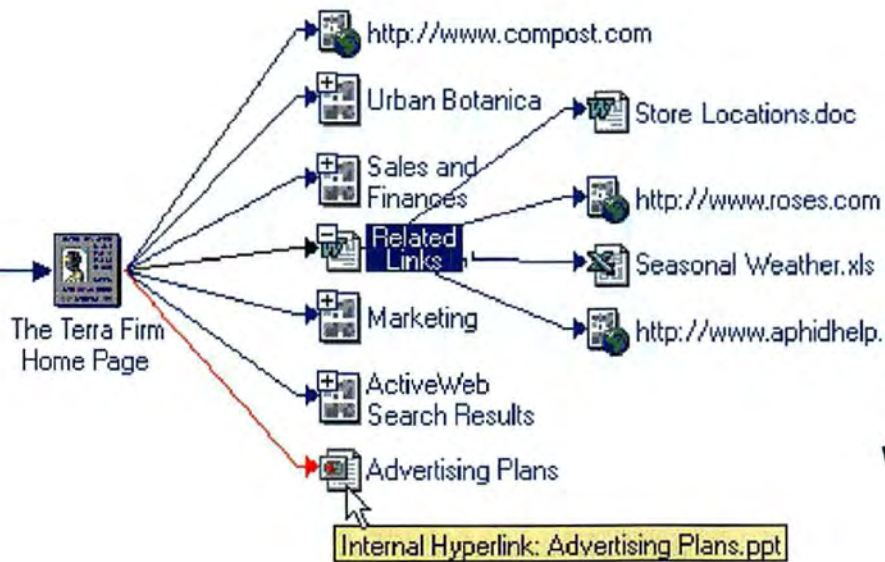 http://www.compost.com
Urban Botanica
Sales and
Finances
Related
Links
Marketing
ActiveWeb
Search Results
Advertising Plans
The Terra Firm
Home Page
Store Locations.doc
http://www.roses.com
Seasonal Weather.xls
http://www.aphidhelp.
Internal Hyperlink: Advertising Plans.ppt